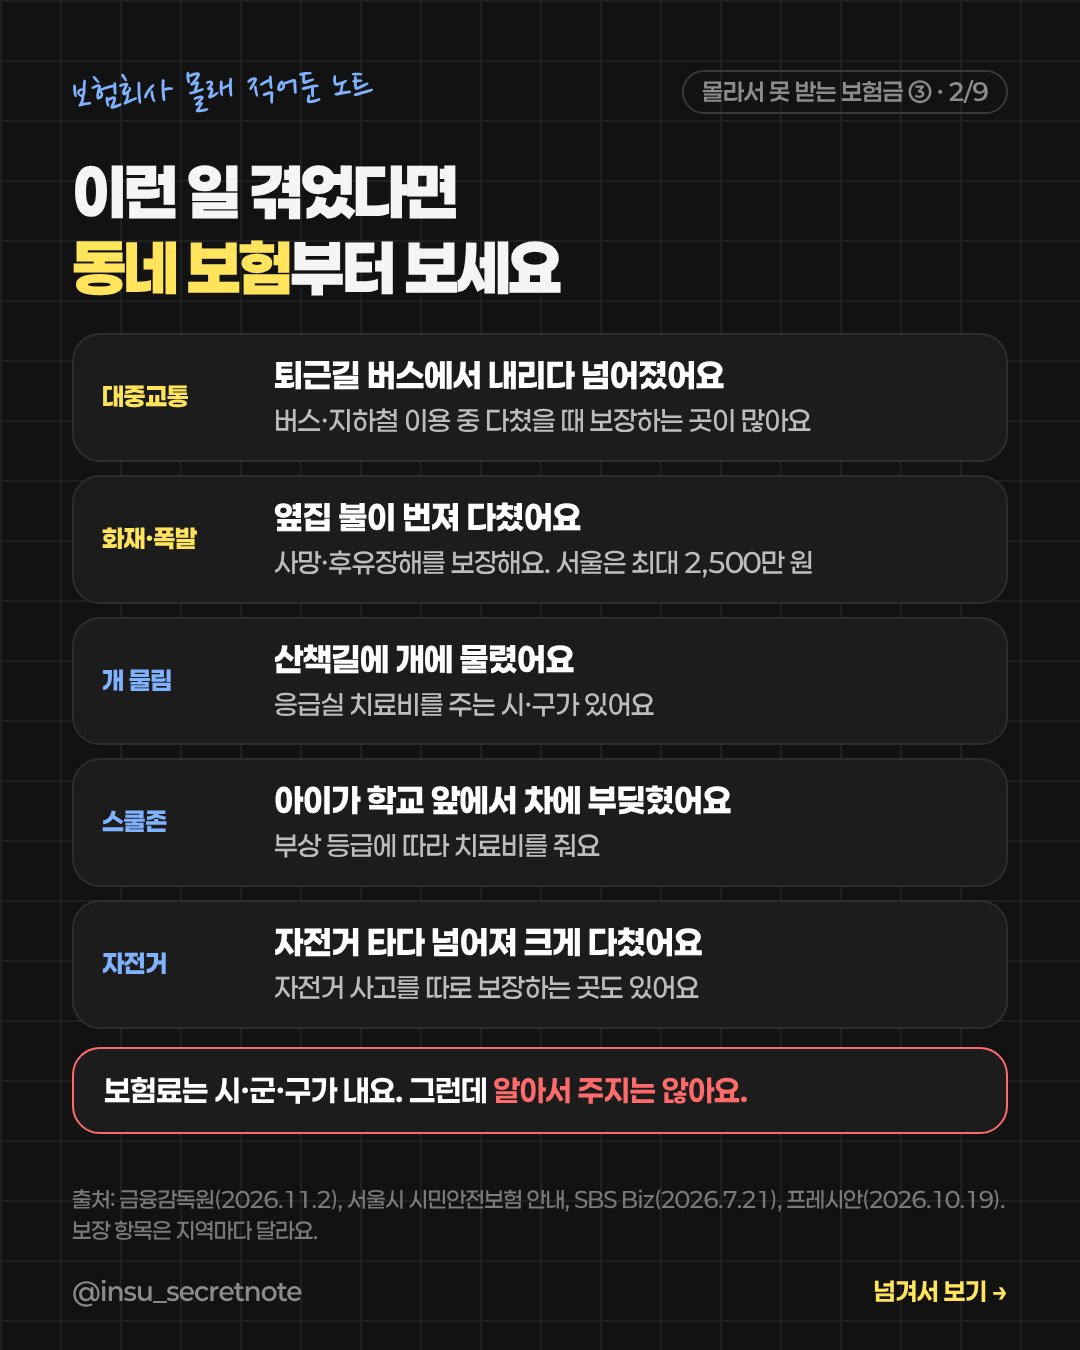 보험회사 몰래 적어둔 노트
몰라서 못 받는 보험금 ③ · 2/9
이런 일 겪었다면
동네 보험부터 보세요
대중교통
퇴근길 버스에서 내리다 넘어졌어요
버스·지하철 이용 중 다쳤을 때 보장하는 곳이 많아요
화재·폭발
옆집 불이 번져 다쳤어요
사망·후유장해를 보장해요. 서울은 최대 2,500만 원
개 물림
산책길에 개에 물렸어요
응급실 치료비를 주는 시·구가 있어요
스쿨존
아이가 학교 앞에서 차에 부딪혔어요
부상 등급에 따라 치료비를 줘요
자전거
자전거 타다 넘어져 크게 다쳤어요
자전거 사고를 따로 보장하는 곳도 있어요
보험료는 시·군·구가 내요. 그런데 알아서 주지는 않아요.
출처: 금융감독원(2026.11.2), 서울시 시민안전보험 안내, SBS Biz(2026.7.21), 프레시안(2026.10.19).
보장 항목은 지역마다 달라요.
@insu_secretnote
넘겨서 보기 →